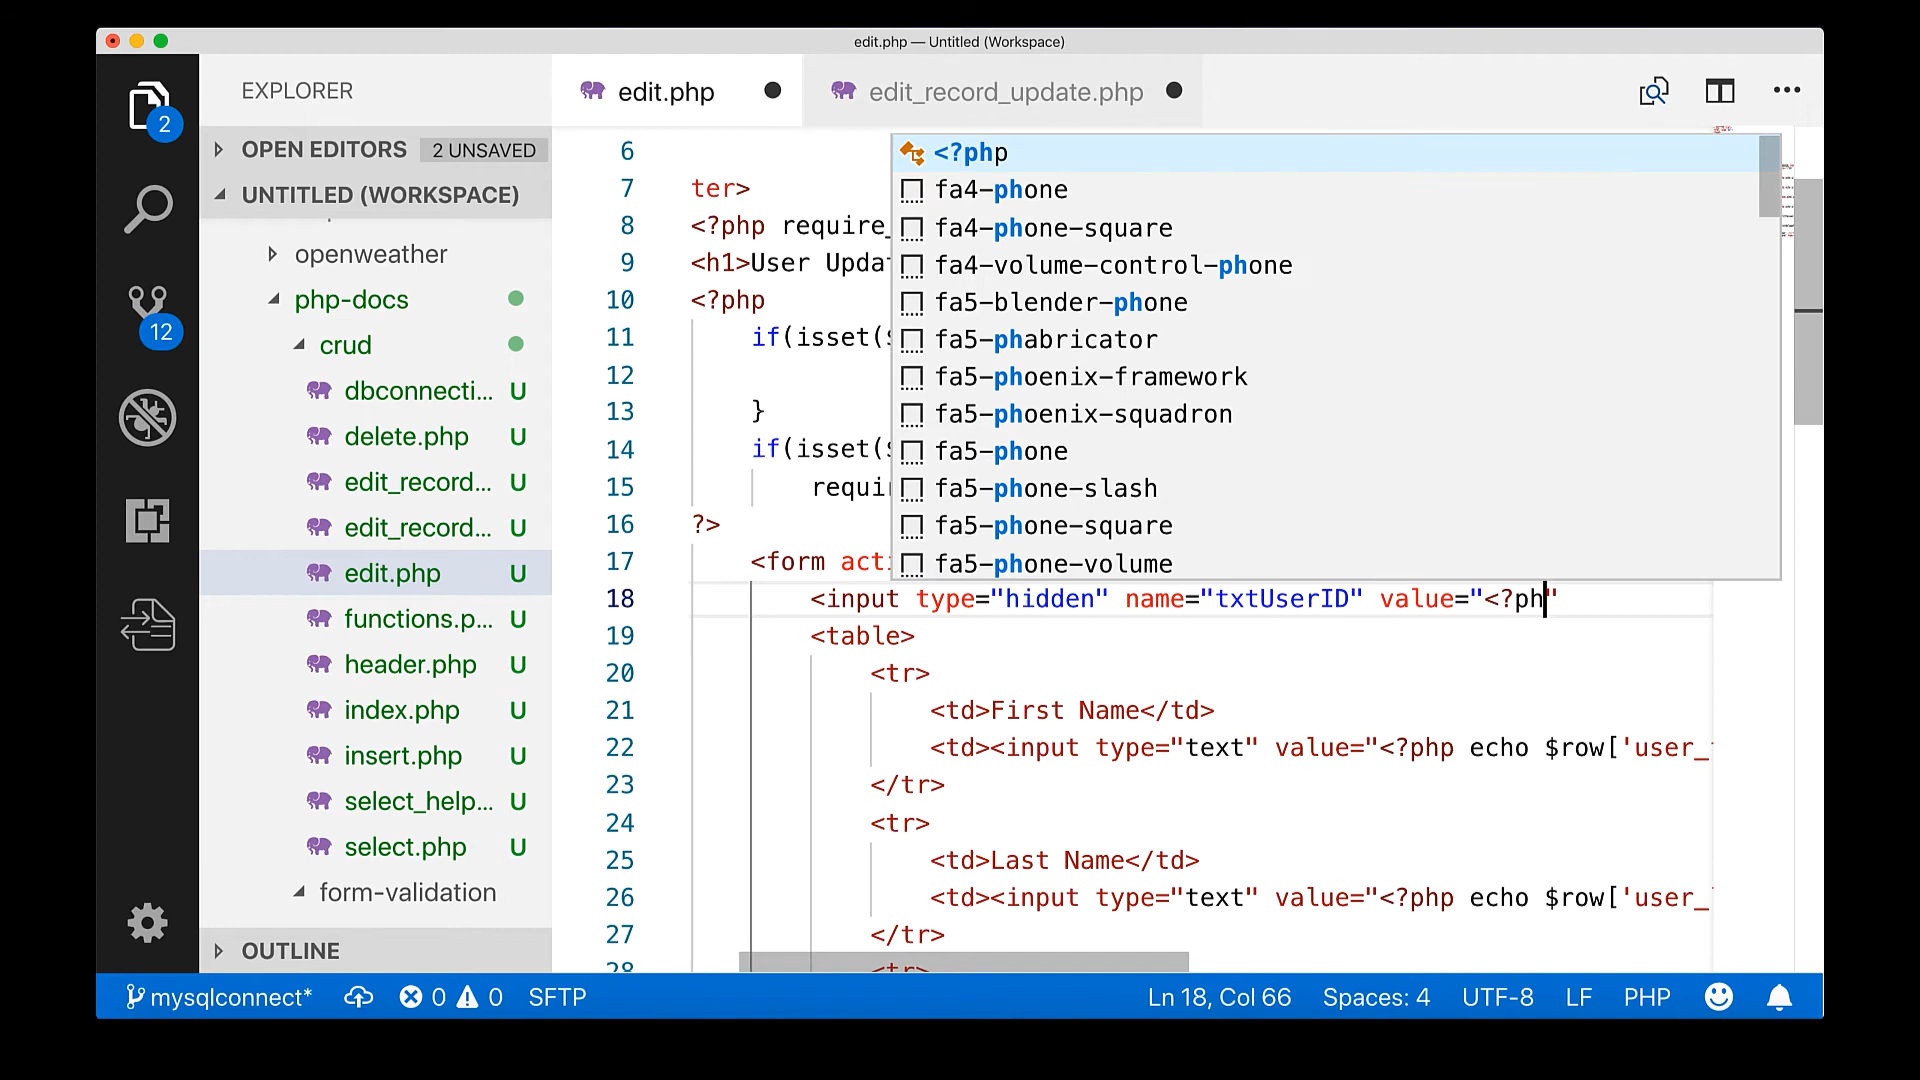 edit.php — Untitled (Workspace)
EXPLORER
edit.php
edit_record_update.php
2
OPEN EDITORS 2 UNSAVED
UNTITLED (WORKSPACE)
openweather
php-docs
12
crud
dbconnecti... U
delete.php U
edit_record... U
edit_record... U
edit.php U
functions.p... U
header.php U
index.php U
insert.php U
select_help... U
select.php U
form-validation
OUTLINE
6
7 ter>
8 <?php require_
9 <h1>User Updat
10 <?php
11 if(isset($
12
13 }
14 if(isset($
15 requir
16 ?>
17 <form acti
18 <input type="hidden" name="txtUserID" value="<?ph"
19 <table>
20 <tr>
21 <td>First Name</td>
22 <td><input type="text" value="<?php echo $row['user_
23 </tr>
24 <tr>
25 <td>Last Name</td>
26 <td><input type="text" value="<?php echo $row['user_
27 </tr>
28 <tr>
<?php
fa4-phone
fa4-phone-square
fa4-volume-control-phone
fa5-blender-phone
fa5-phabricator
fa5-phoenix-framework
fa5-phoenix-squadron
fa5-phone
fa5-phone-slash
fa5-phone-square
fa5-phone-volume
mysqlconnect* 0 0 SFTP Ln 18, Col 66 Spaces: 4 UTF-8 LF PHP